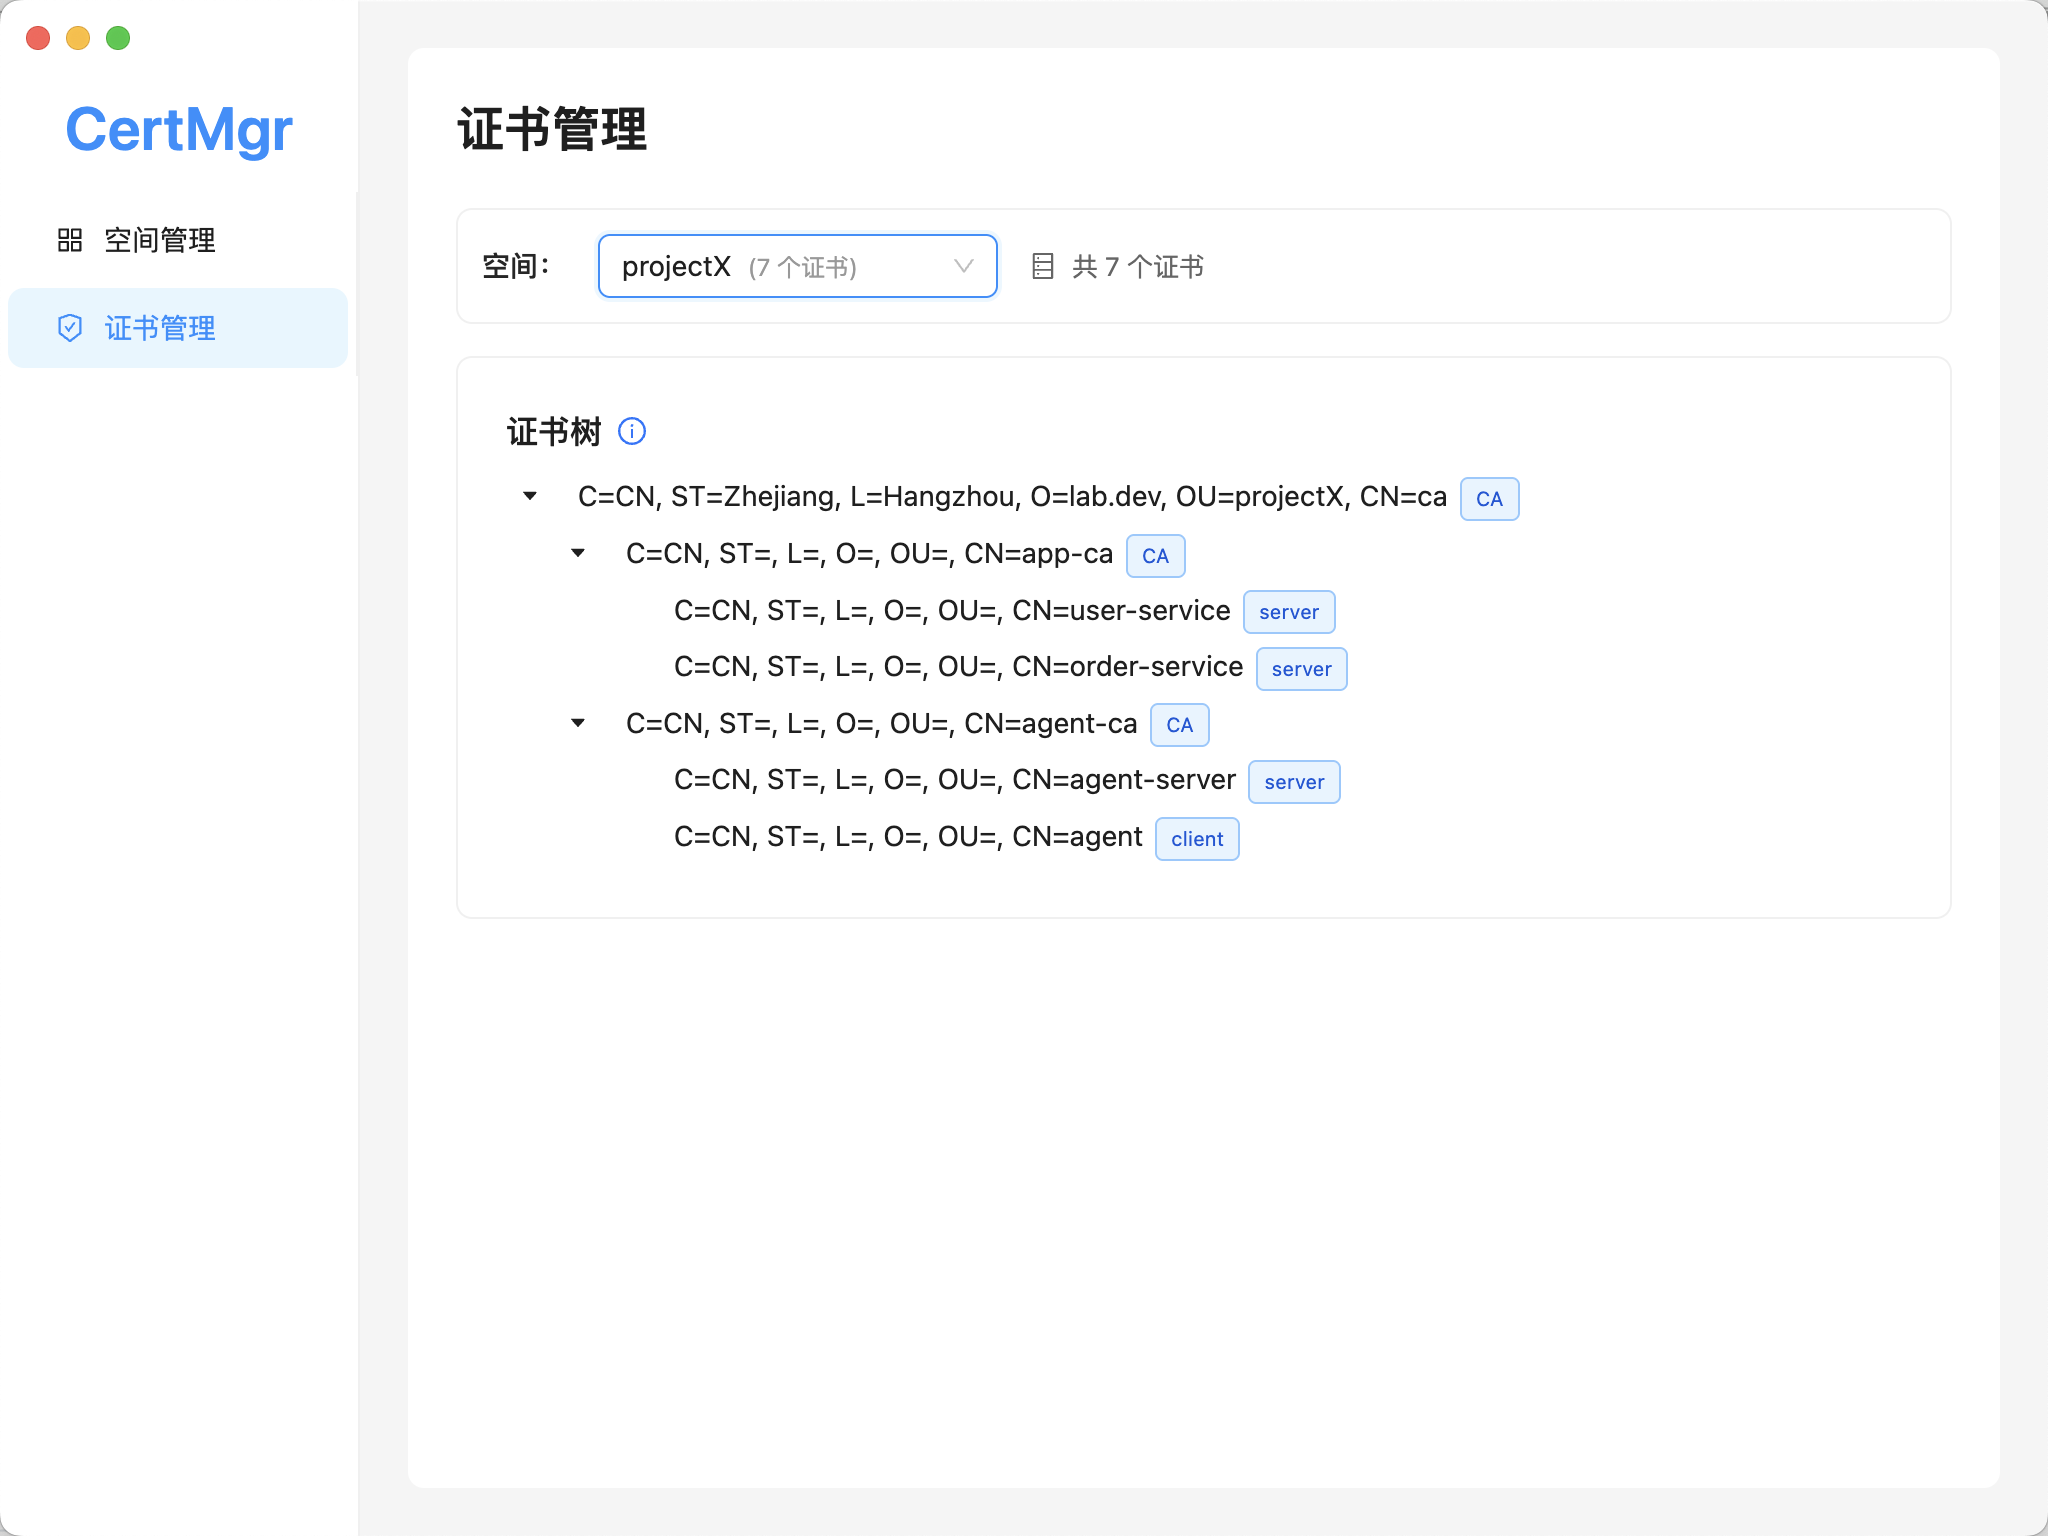 CertMgr
空间管理
证书管理
证书管理
空间： projectX (7 个证书) 共 7 个证书
证书树
C=CN, ST=Zhejiang, L=Hangzhou, O=lab.dev, OU=projectX, CN=ca CA
C=CN, ST=, L=, O=, OU=, CN=app-ca CA
C=CN, ST=, L=, O=, OU=, CN=user-service server
C=CN, ST=, L=, O=, OU=, CN=order-service server
C=CN, ST=, L=, O=, OU=, CN=agent-ca CA
C=CN, ST=, L=, O=, OU=, CN=agent-server server
C=CN, ST=, L=, O=, OU=, CN=agent client